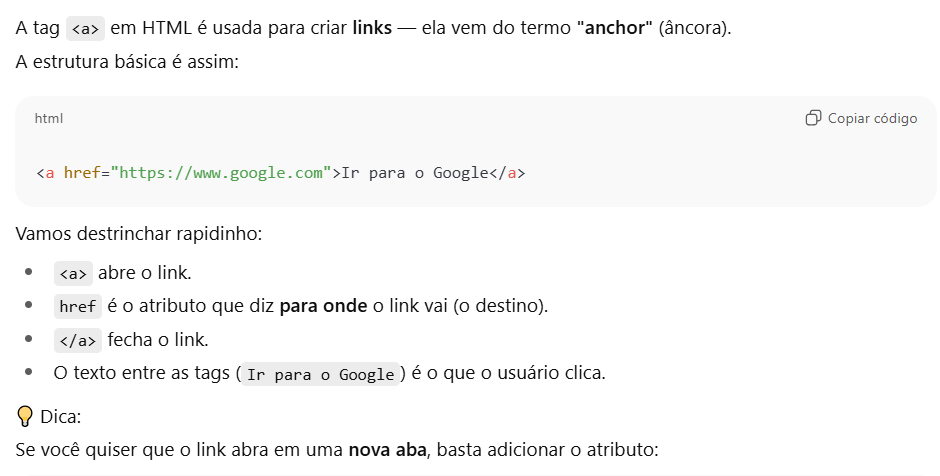 A tag <a> em HTML é usada para criar links — ela vem do termo "anchor" (âncora).
A estrutura básica é assim:
html
Copiar código
<a href="https://www.google.com">Ir para o Google</a>
Vamos destrinchar rapidinho:
• <a> abre o link.
• href é o atributo que diz para onde o link vai (o destino).
• </a> fecha o link.
• O texto entre as tags (Ir para o Google) é o que o usuário clica.
💡 Dica:
Se você quiser que o link abra em uma nova aba, basta adicionar o atributo: